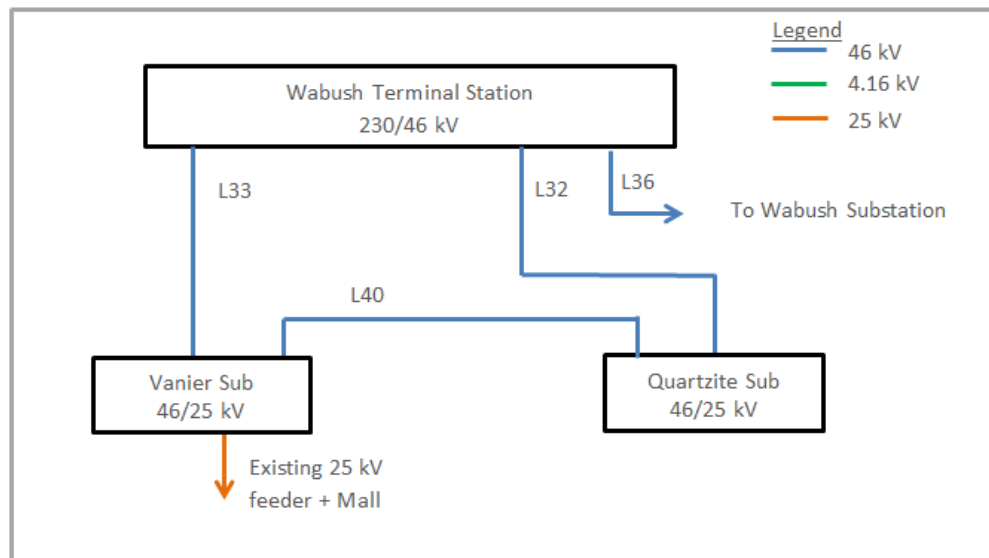 Legend
46 kV
4.16 kV
25 kV
Wabush Terminal Station
230/46 kV
L33
L32
L36
To Wabush Substation
L40
Vanier Sub
46/25 kV
Quartzite Sub
46/25 kV
Existing 25 kV
feeder + Mall